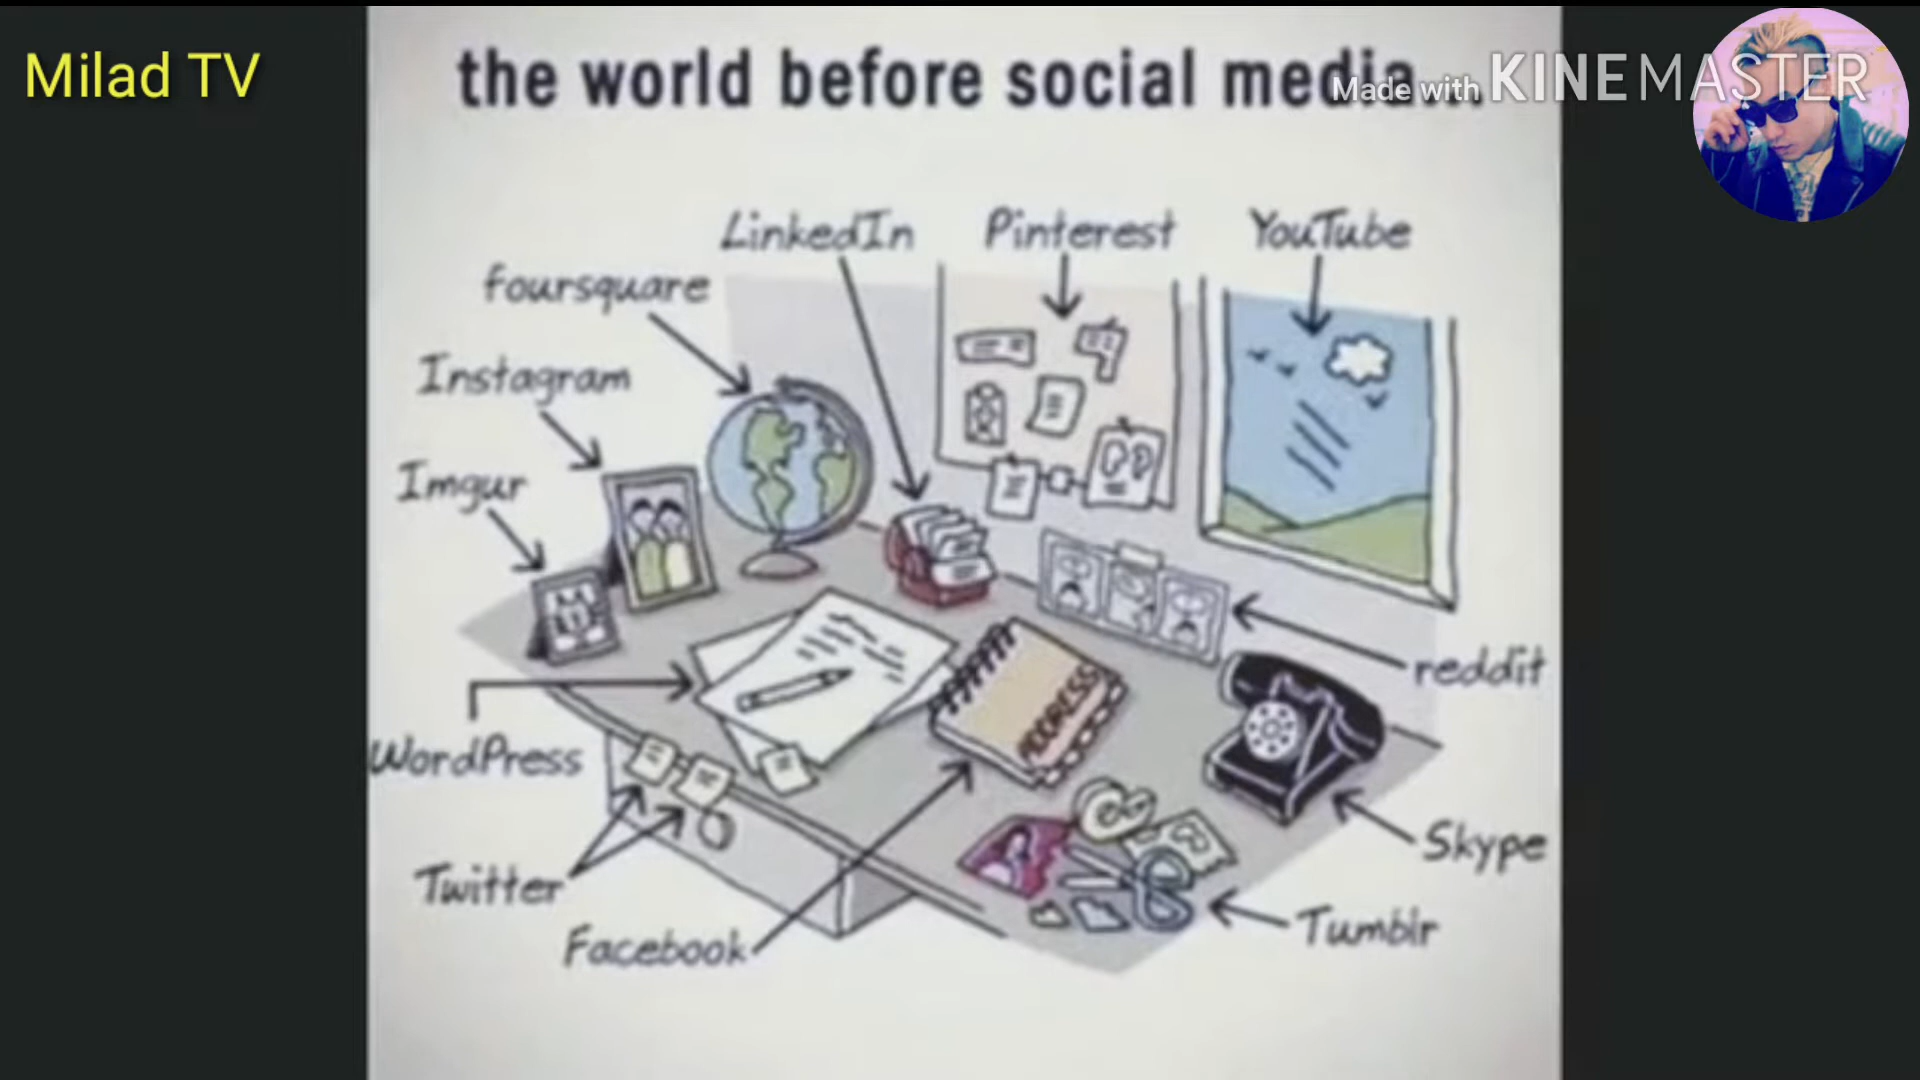 Milad TV
the world before social media...
Made with KINEMASTER
LinkedIn
Pinterest
YouTube
foursquare
Instagram
Imgur
reddit
ADDRESS
WordPress
Skype
Twitter
Tumblr
Facebook